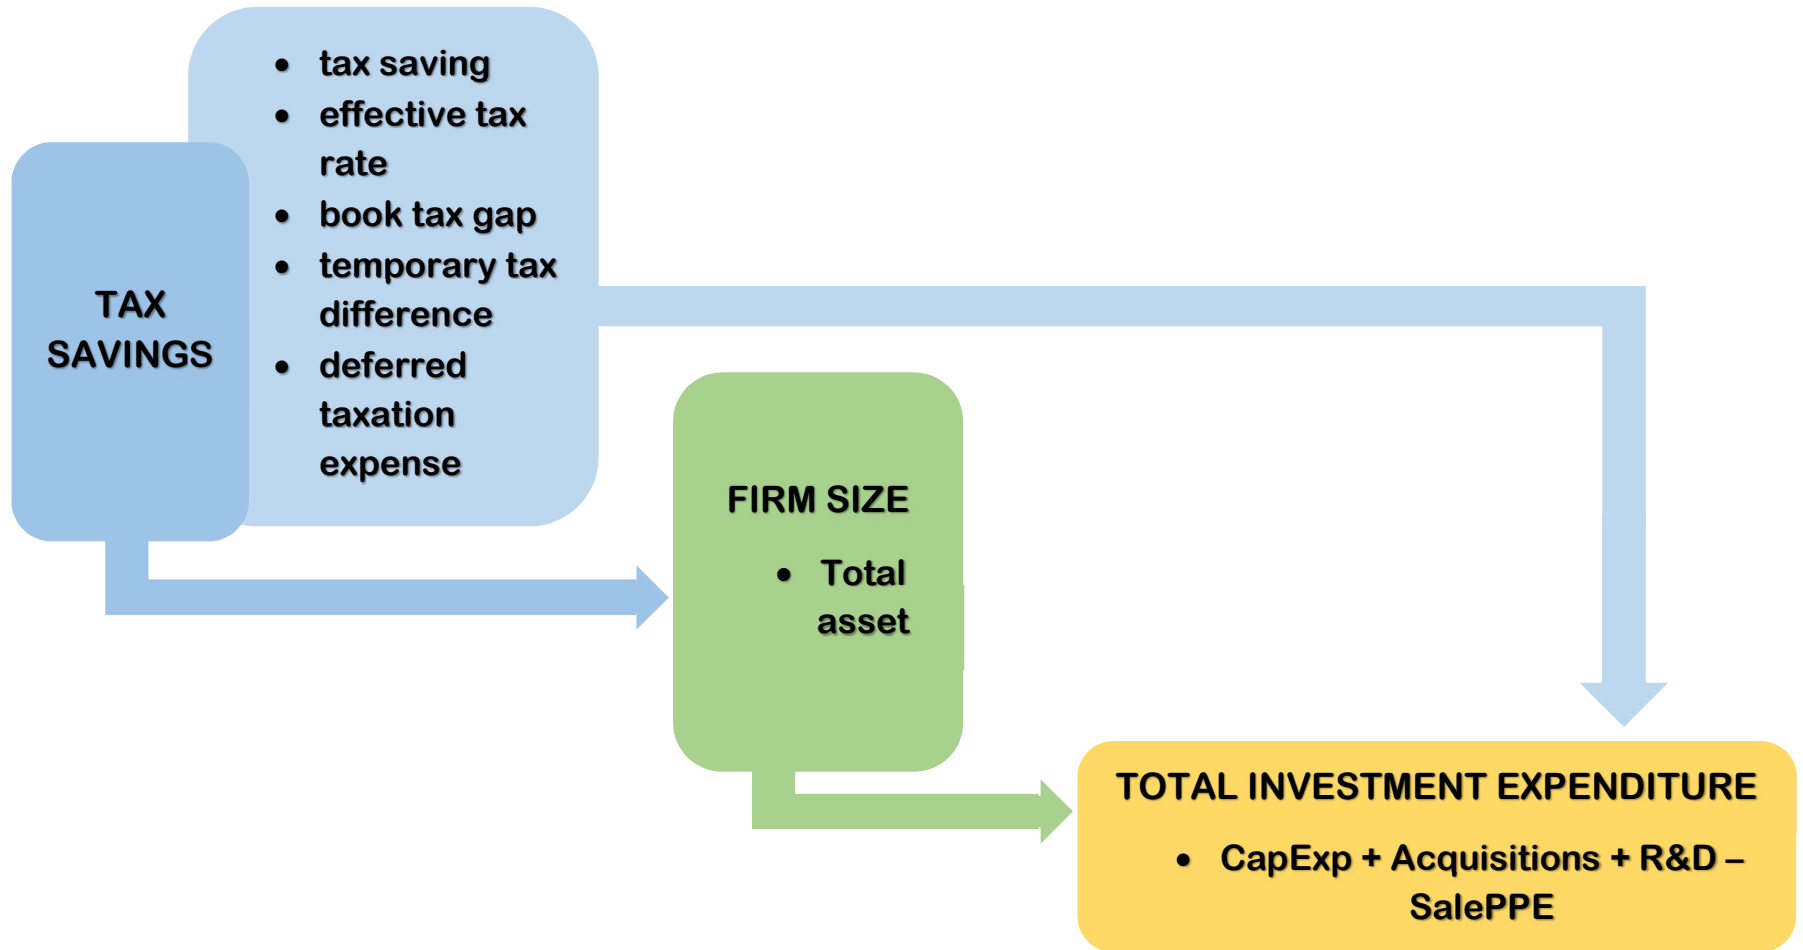 TAX
SAVINGS
• tax saving
• effective tax
rate
• book tax gap
• temporary tax
difference
• deferred
taxation
expense
FIRM SIZE
• Total
asset
TOTAL INVESTMENT EXPENDITURE
• CapExp + Acquisitions + R&D –
SalePPE